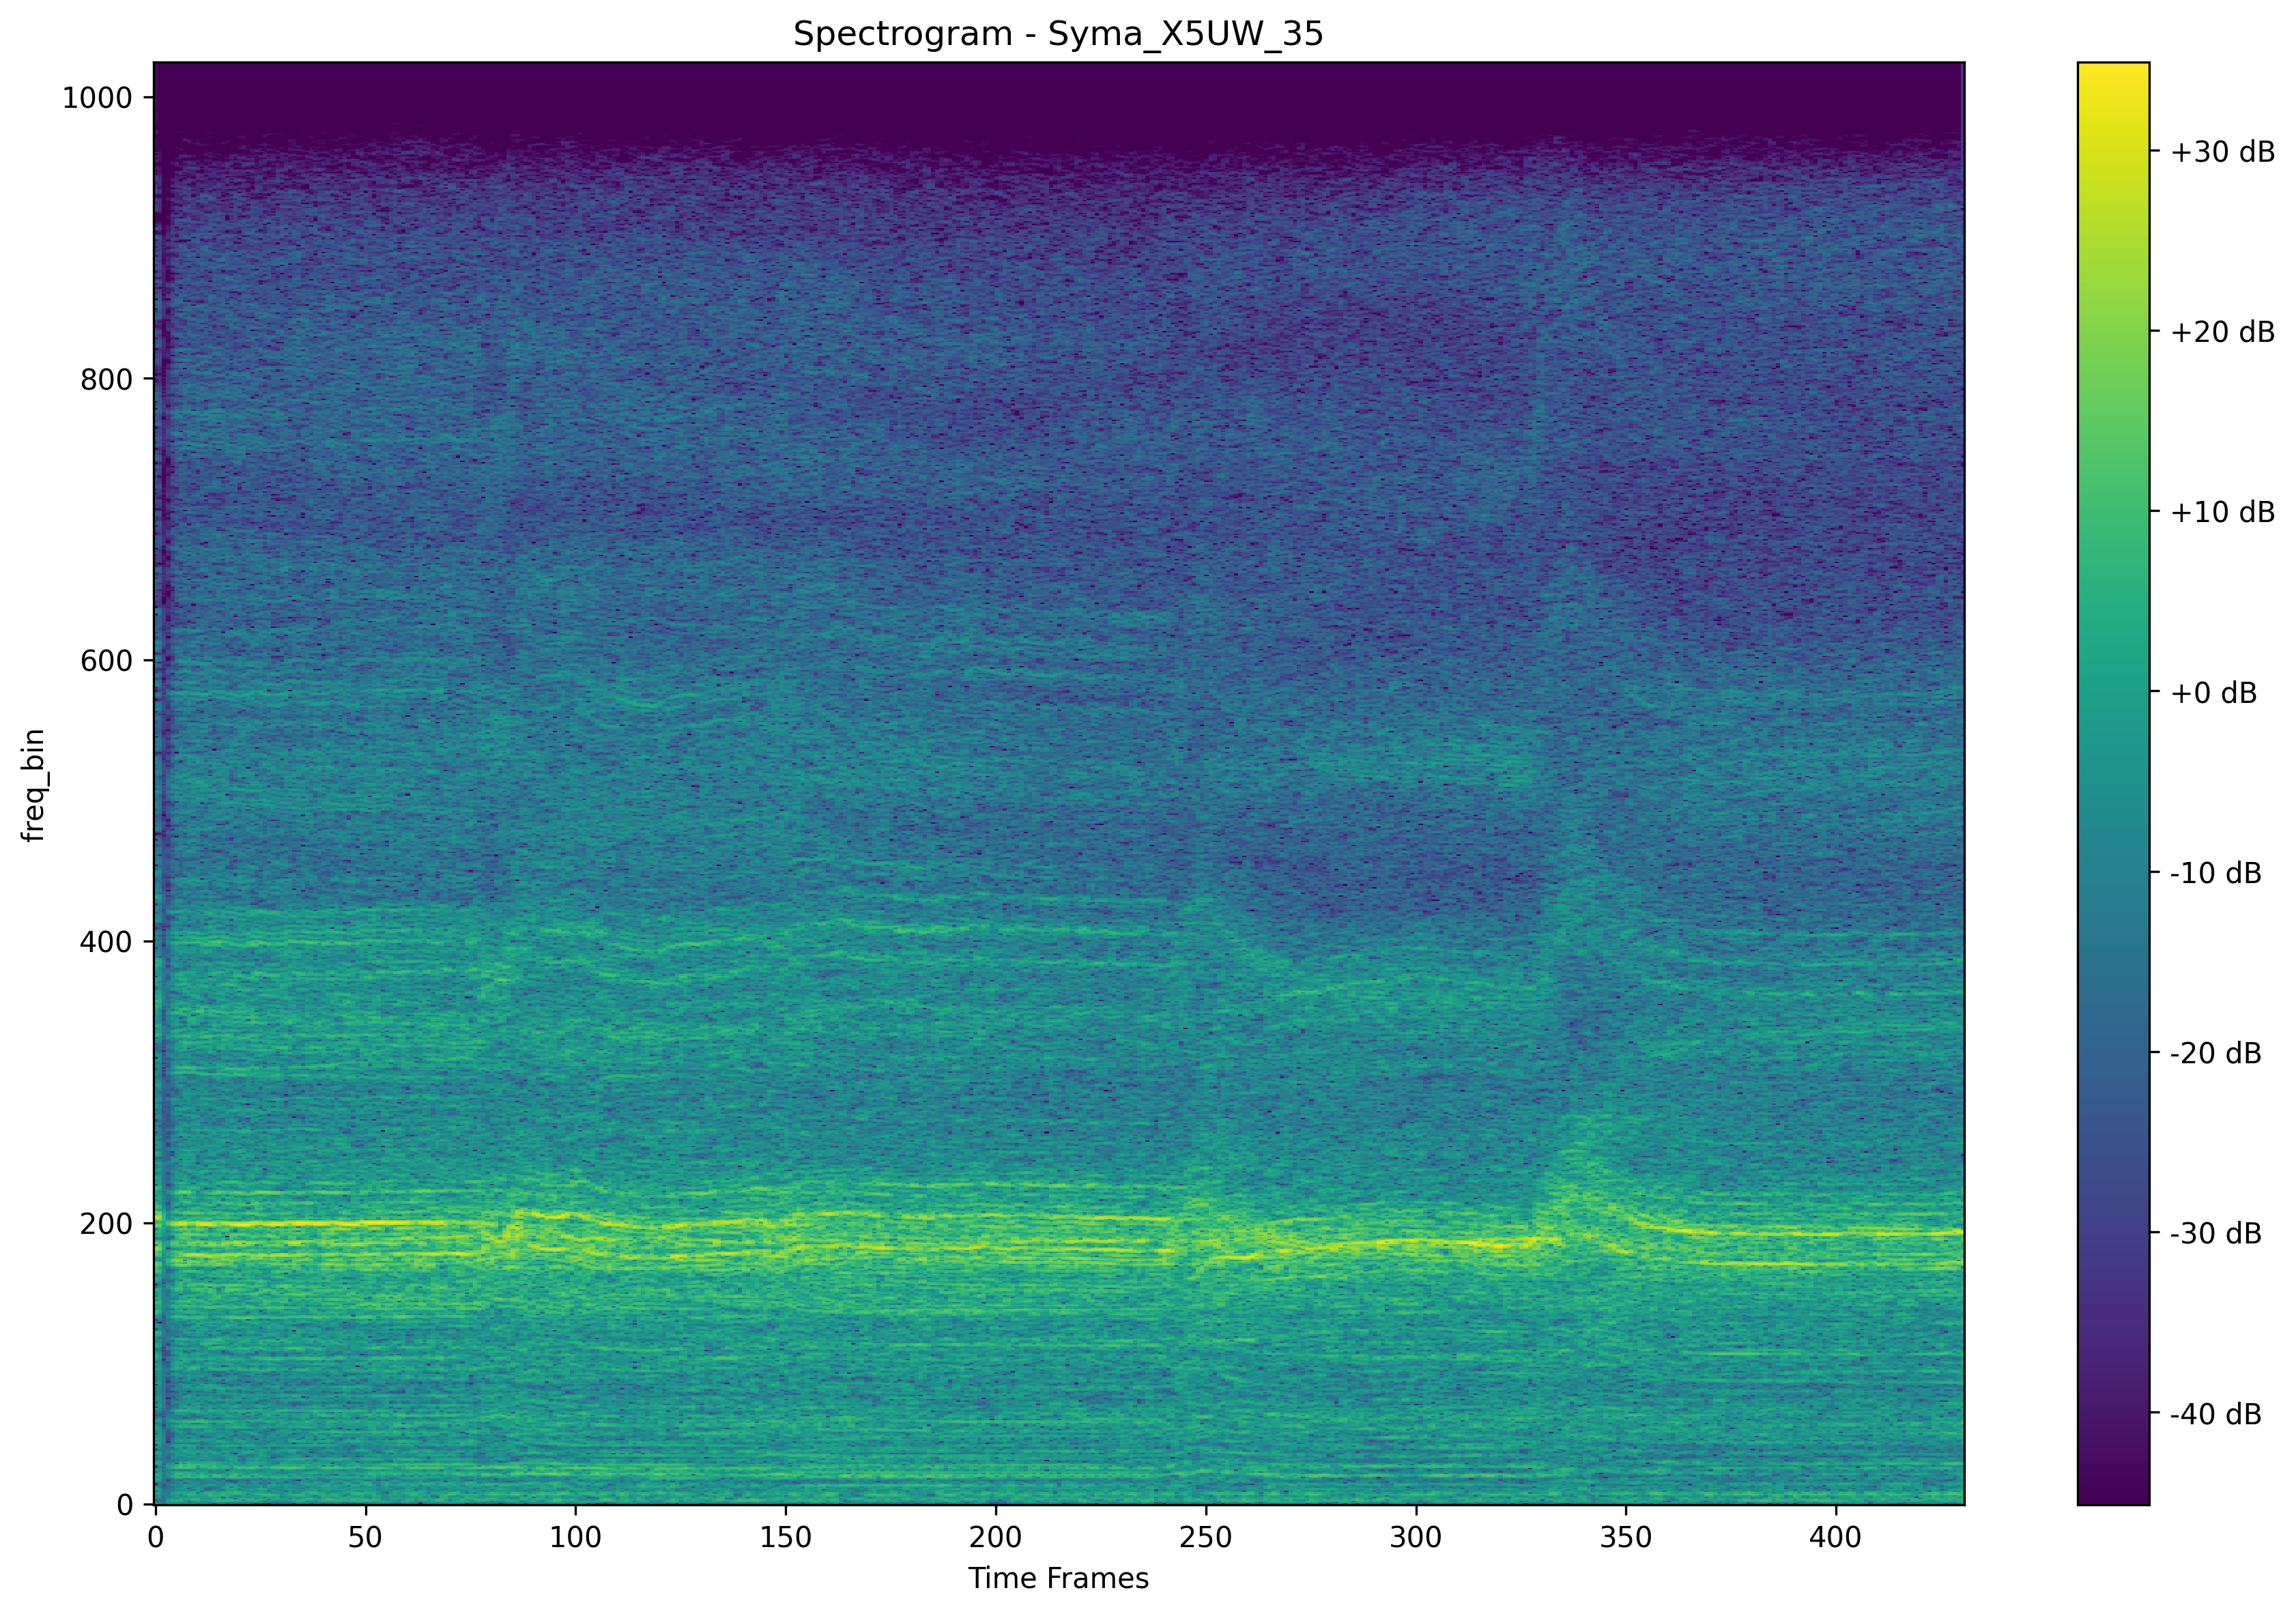 Spectrogram - Syma_X5UW_35
1000
800
600
400
200
0
freq_bin
0 50 100 150 200 250 300 350 400
Time Frames
+30 dB
+20 dB
+10 dB
+0 dB
-10 dB
-20 dB
-30 dB
-40 dB